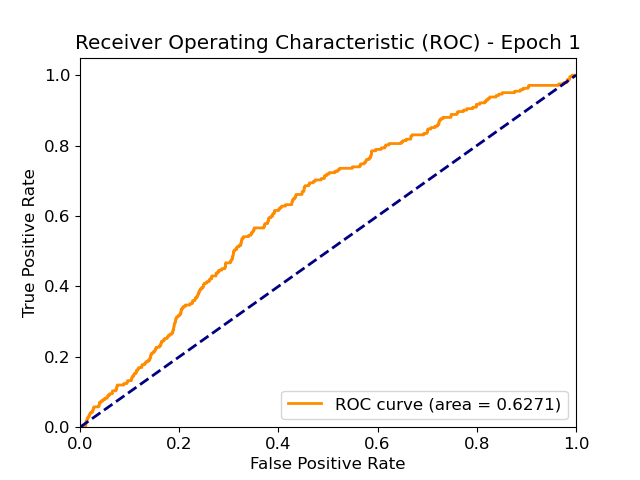 Receiver Operating Characteristic (ROC) - Epoch 1
True Positive Rate
1.0
0.8
0.6
0.4
0.2
0.0
ROC curve (area = 0.6271)
0.0 0.2 0.4 0.6 0.8 1.0
False Positive Rate